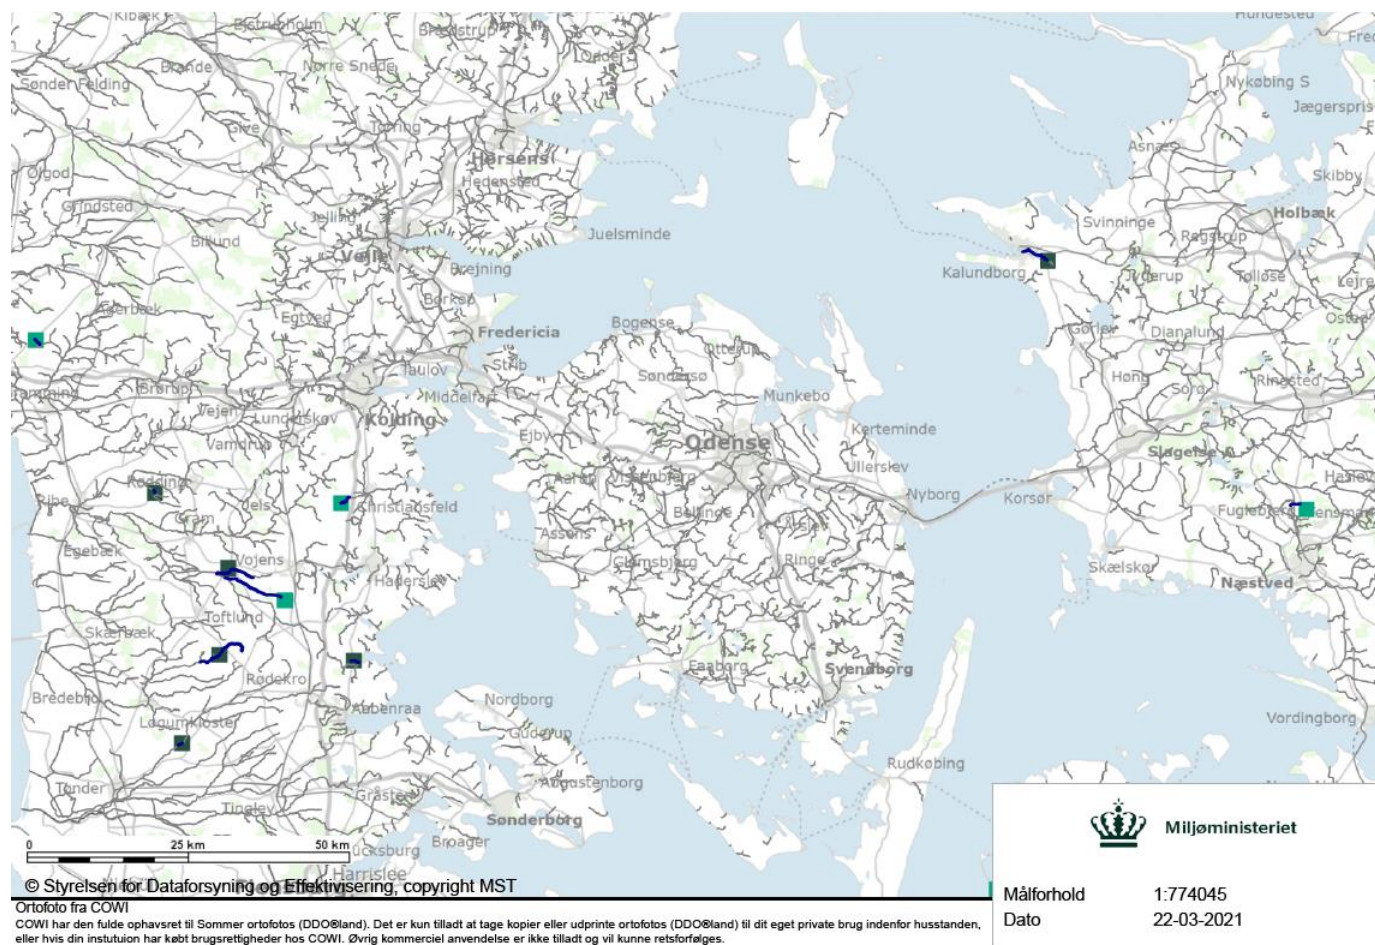 Kibæk
Ejstrupholm
Brædstrup
Odder
Hundested
Sønder Felding
Brande
Nørre Snede
Nykøbing S
Jægerspris
Give
Tørring
Ølgod
Horsens
Hedensted
Asnæs
Skibby
Grindsted
Billund
Jelling
Juelsminde
Svinninge
Holbæk
Regstrup
Vejle
Brejning
Kalundborg
Jyderup
Tølløse
Lejre
Agerbæk
Egtved
Børkop
Fredericia
Bogense
Otterup
Gørlev
Dianalund
Osted
Brørup
Taulov
Strib
Søndersø
Munkebo
Høng
Sorø
Ringsted
Vejen
Lunderskov
Kolding
Middelfart
Vamdrup
Ejby
Odense
Kerteminde
Slagelse
Rødding
Aarup
Vissenbjerg
Ullerslev
Nyborg
Korsør
Haslev
Ribe
Jels
Christiansfeld
Gram
Bellinge
Årslev
Fuglebjerg
Egebæk
Vojens
Assens
Glamsbjerg
Ringe
Skælskør
Næstved
Toftlund
Skærbæk
Rødekro
Faaborg
Svendborg
Bredebro
Nordborg
Løgumkloster
Aabenraa
Guderup
Vordingborg
Augustenborg
Rudkøbing
Tønder
Tinglev
Gråsten
Sønderborg
Broager
0 25 km 50 km
Harrislee
Miljøministeriet
© Styrelsen for Dataforsyning og Effektivisering, copyright MST
Målforhold 1:774045
Dato 22-03-2021
Ortofoto fra COWI
COWI har den fulde ophavsret til Sommer ortofotos (DDO®land). Det er kun tilladt at tage kopier eller udprinte ortofotos (DDO®land) til dit eget private brug indenfor husstanden,
eller hvis din instutuion har købt brugsrettigheder hos COWI. Øvrig kommerciel anvendelse er ikke tilladt og vil kunne retsforfølges.